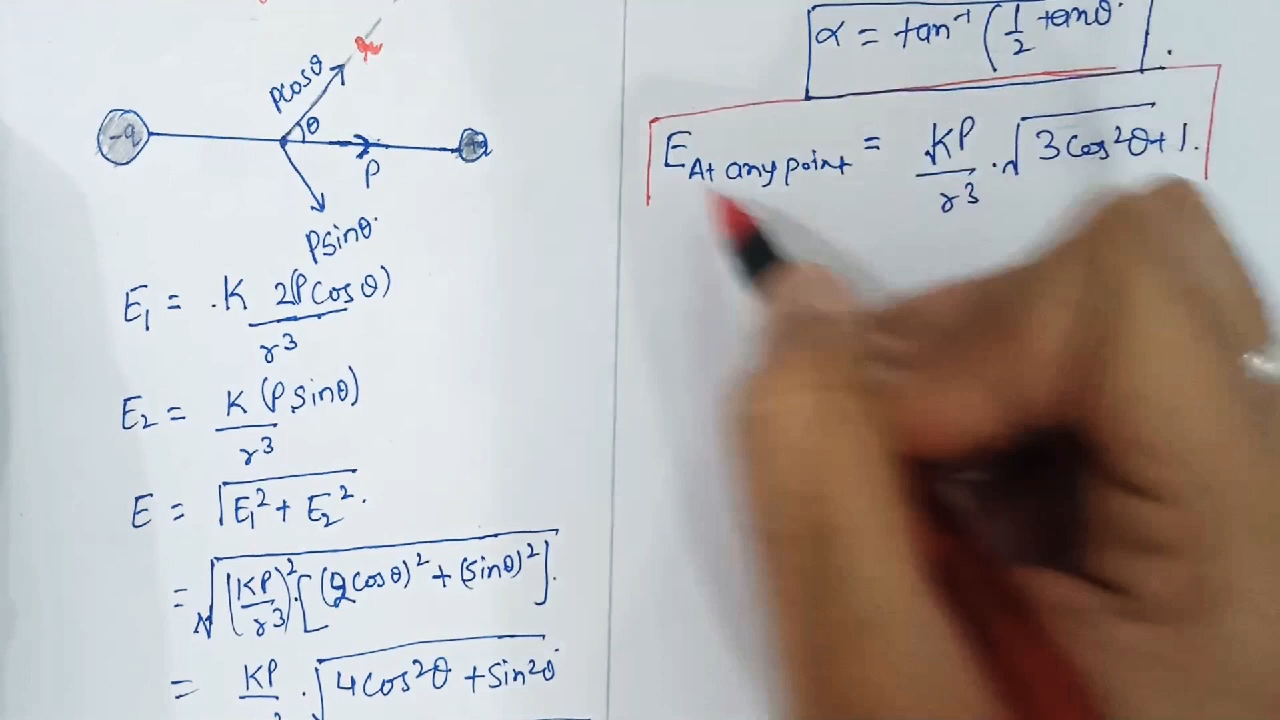 Pcosθ
θ
-q
P
Psinθ
E₁ = .K 2(Pcosθ)
r³
E₂ = K (Psinθ)
r³
E = √E₁² + E₂².
= √(KP/r³)²·[(2cosθ)² + (sinθ)²].
= KP · √4cos²θ + sin²θ
α = tan⁻¹ (1/2 tanθ
E At any point = KP/r³ · √3cos²θ + 1.